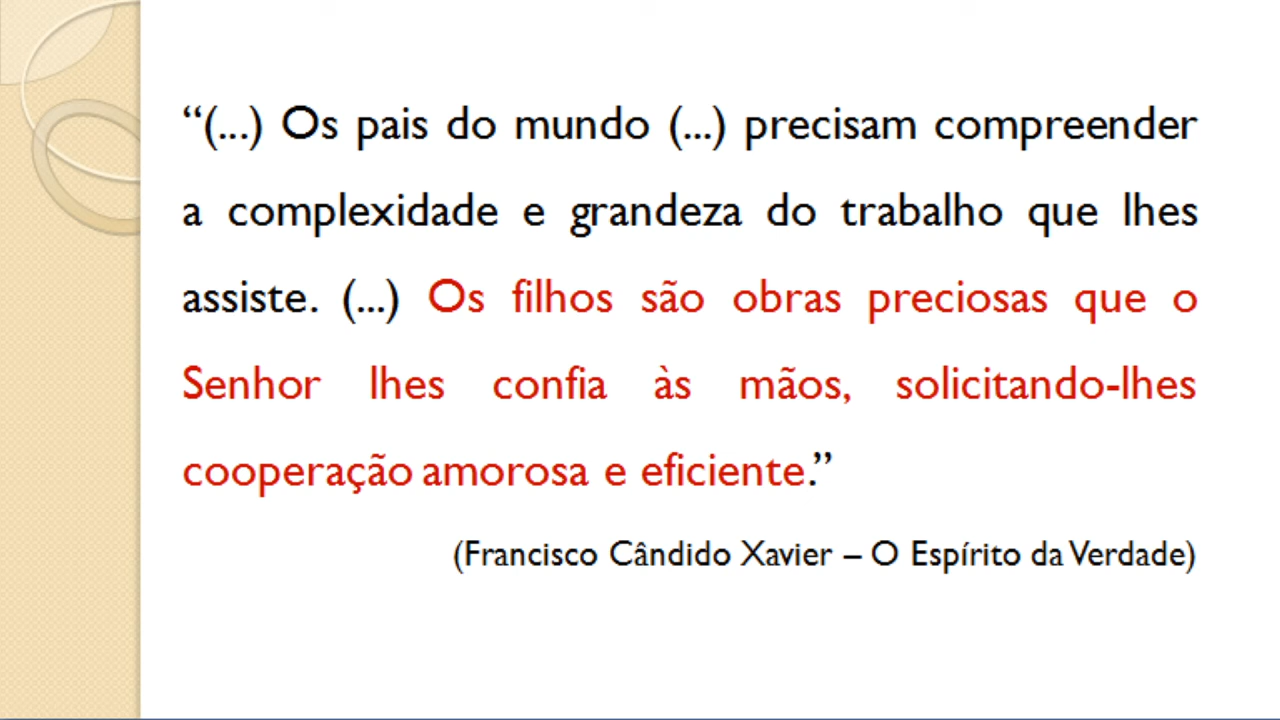 “(...) Os pais do mundo (...) precisam compreender
a complexidade e grandeza do trabalho que lhes
assiste. (...) Os filhos são obras preciosas que o
Senhor lhes confia às mãos, solicitando-lhes
cooperação amorosa e eficiente.”
(Francisco Cândido Xavier – O Espírito da Verdade)